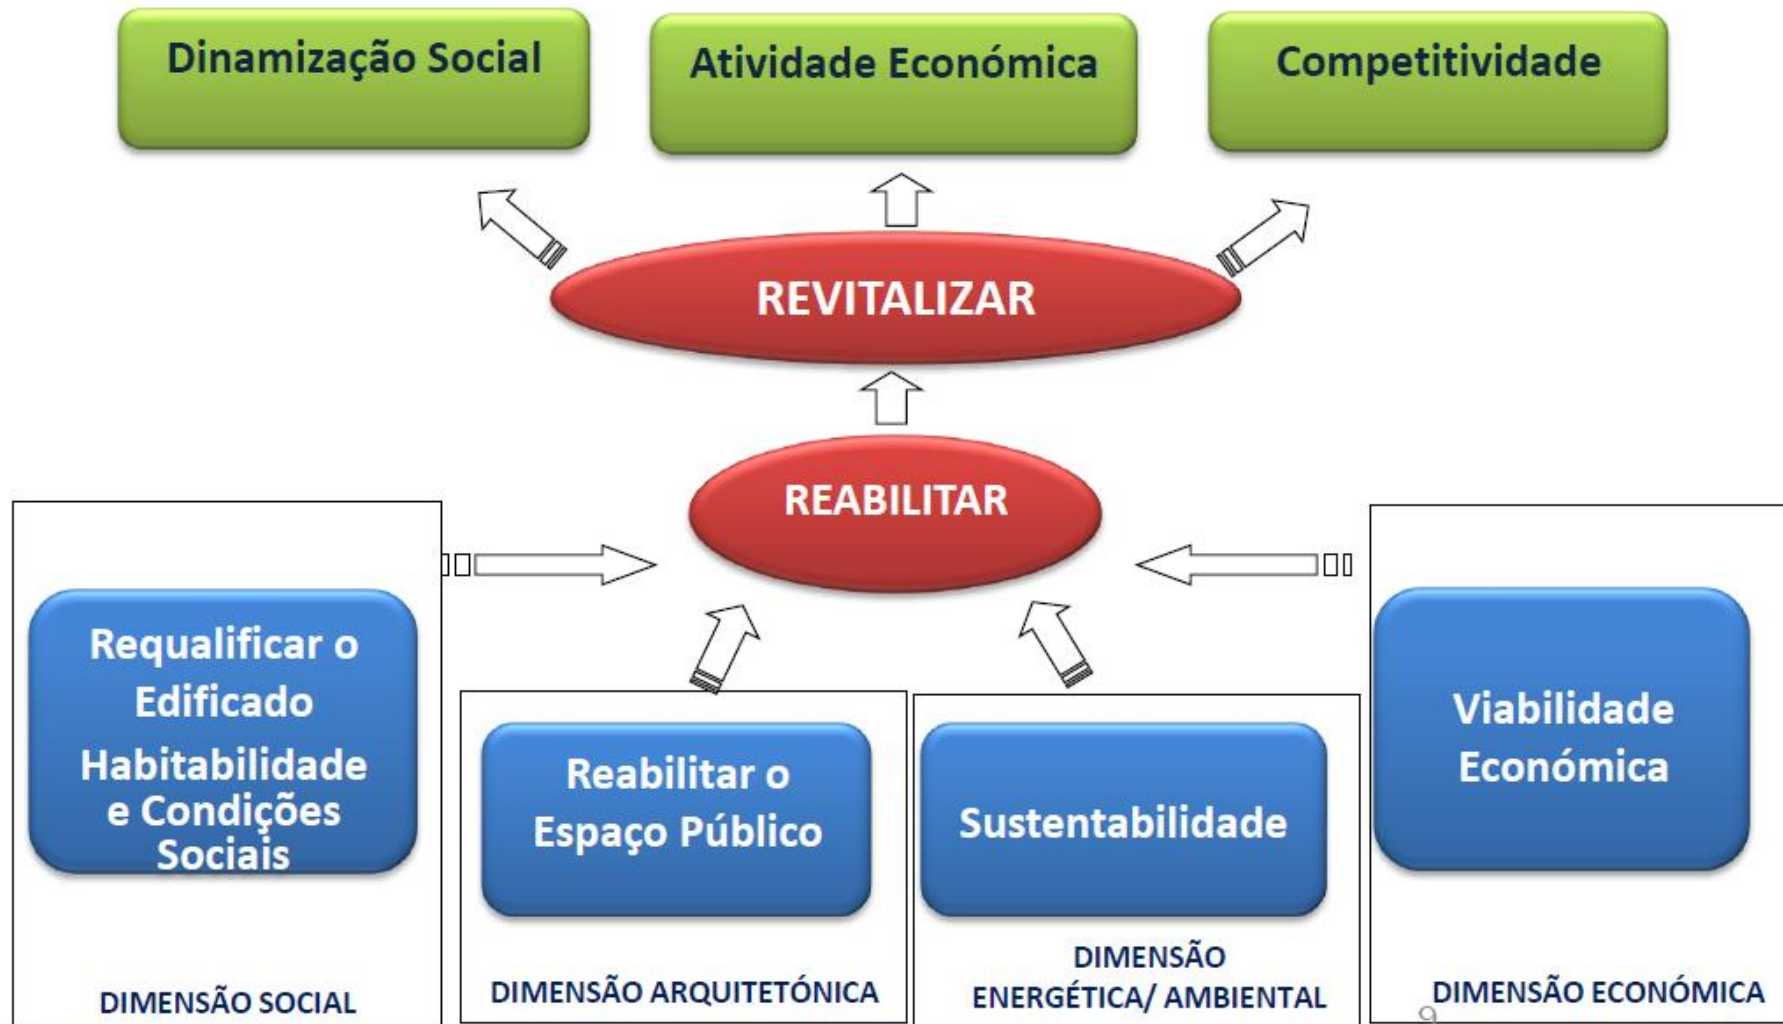 Dinamização Social
Atividade Económica
Competitividade
REVITALIZAR
REABILITAR
Requalificar o
Edificado
Habitabilidade
e Condições
Sociais
DIMENSÃO SOCIAL
Reabilitar o
Espaço Público
DIMENSÃO ARQUITETÓNICA
Sustentabilidade
DIMENSÃO
ENERGÉTICA/ AMBIENTAL
Viabilidade
Económica
DIMENSÃO ECONÓMICA
9